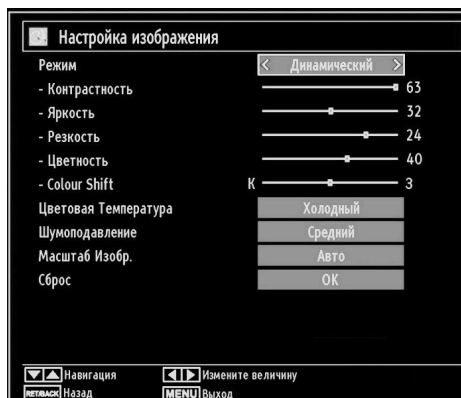 Настройка изображения
Режим < Динамический >
- Контрастность 63
- Яркость 32
- Резкость 24
- Цветность 40
- Colour Shift К 3
Цветовая Температура Холодный
Шумоподавление Средний
Масштаб Изобр. Авто
Сброс OK
Навигация Измените величину
RET/BACK Назад MENU Выход